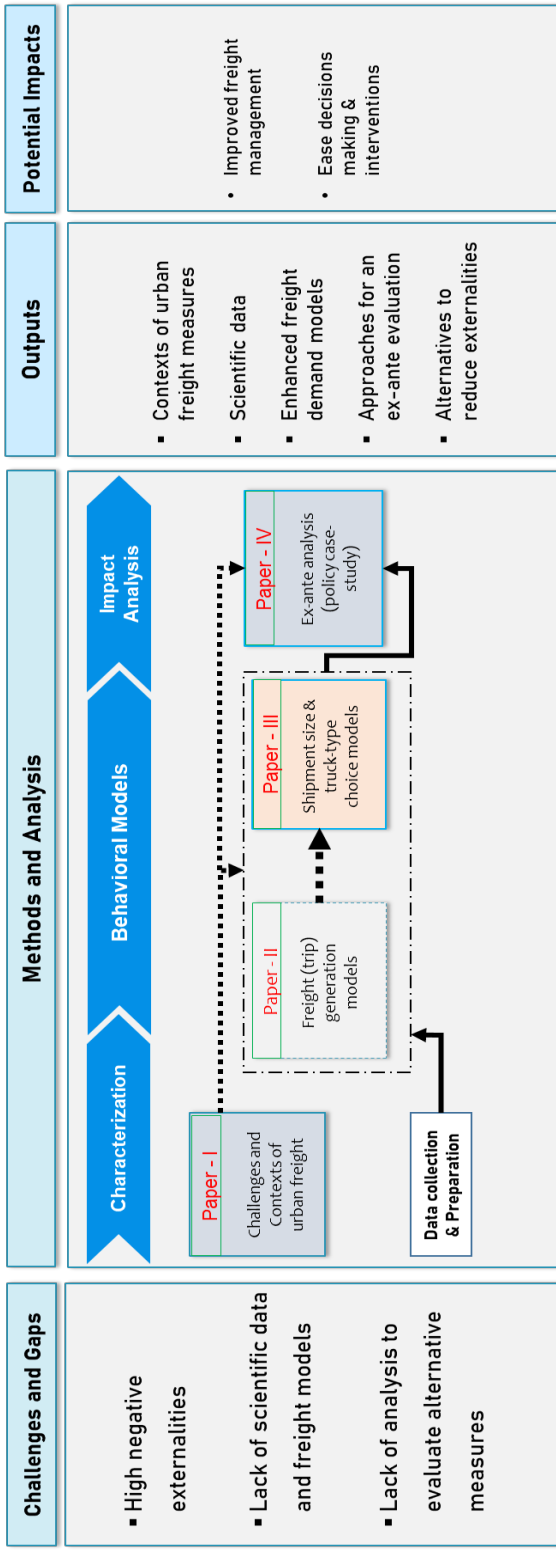 Challenges and Gaps
▪ High negative
externalities
▪ Lack of scientific data
and freight models
▪ Lack of analysis to
evaluate alternative
measures
Methods and Analysis
Characterization
Behavioral Models
Impact
Analysis
Paper - I
Challenges and
Contexts of
urban freight
Data collection
& Preparation
Paper - II
Freight (trip)
generation
models
Paper - III
Shipment size &
truck-type
choice models
Paper - IV
Ex-ante analysis
(policy case-
study)
Outputs
▪ Contexts of urban
freight measures
▪ Scientific data
▪ Enhanced freight
demand models
▪ Approaches for an
ex-ante evaluation
▪ Alternatives to
reduce externalities
Potential Impacts
• Improved freight
management
• Ease decisions
making &
interventions